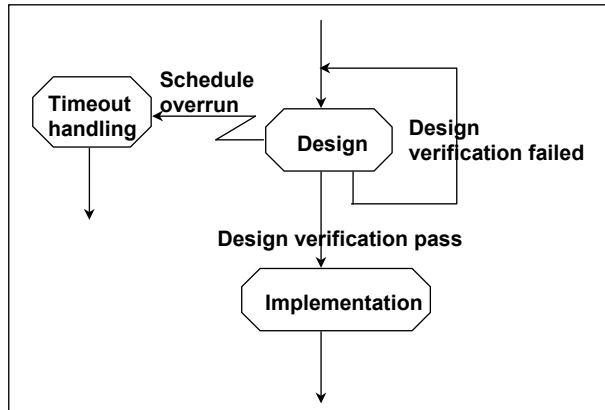 Schedule
overrun
Timeout
handling
Design
Design
verification failed
Design verification pass
Implementation